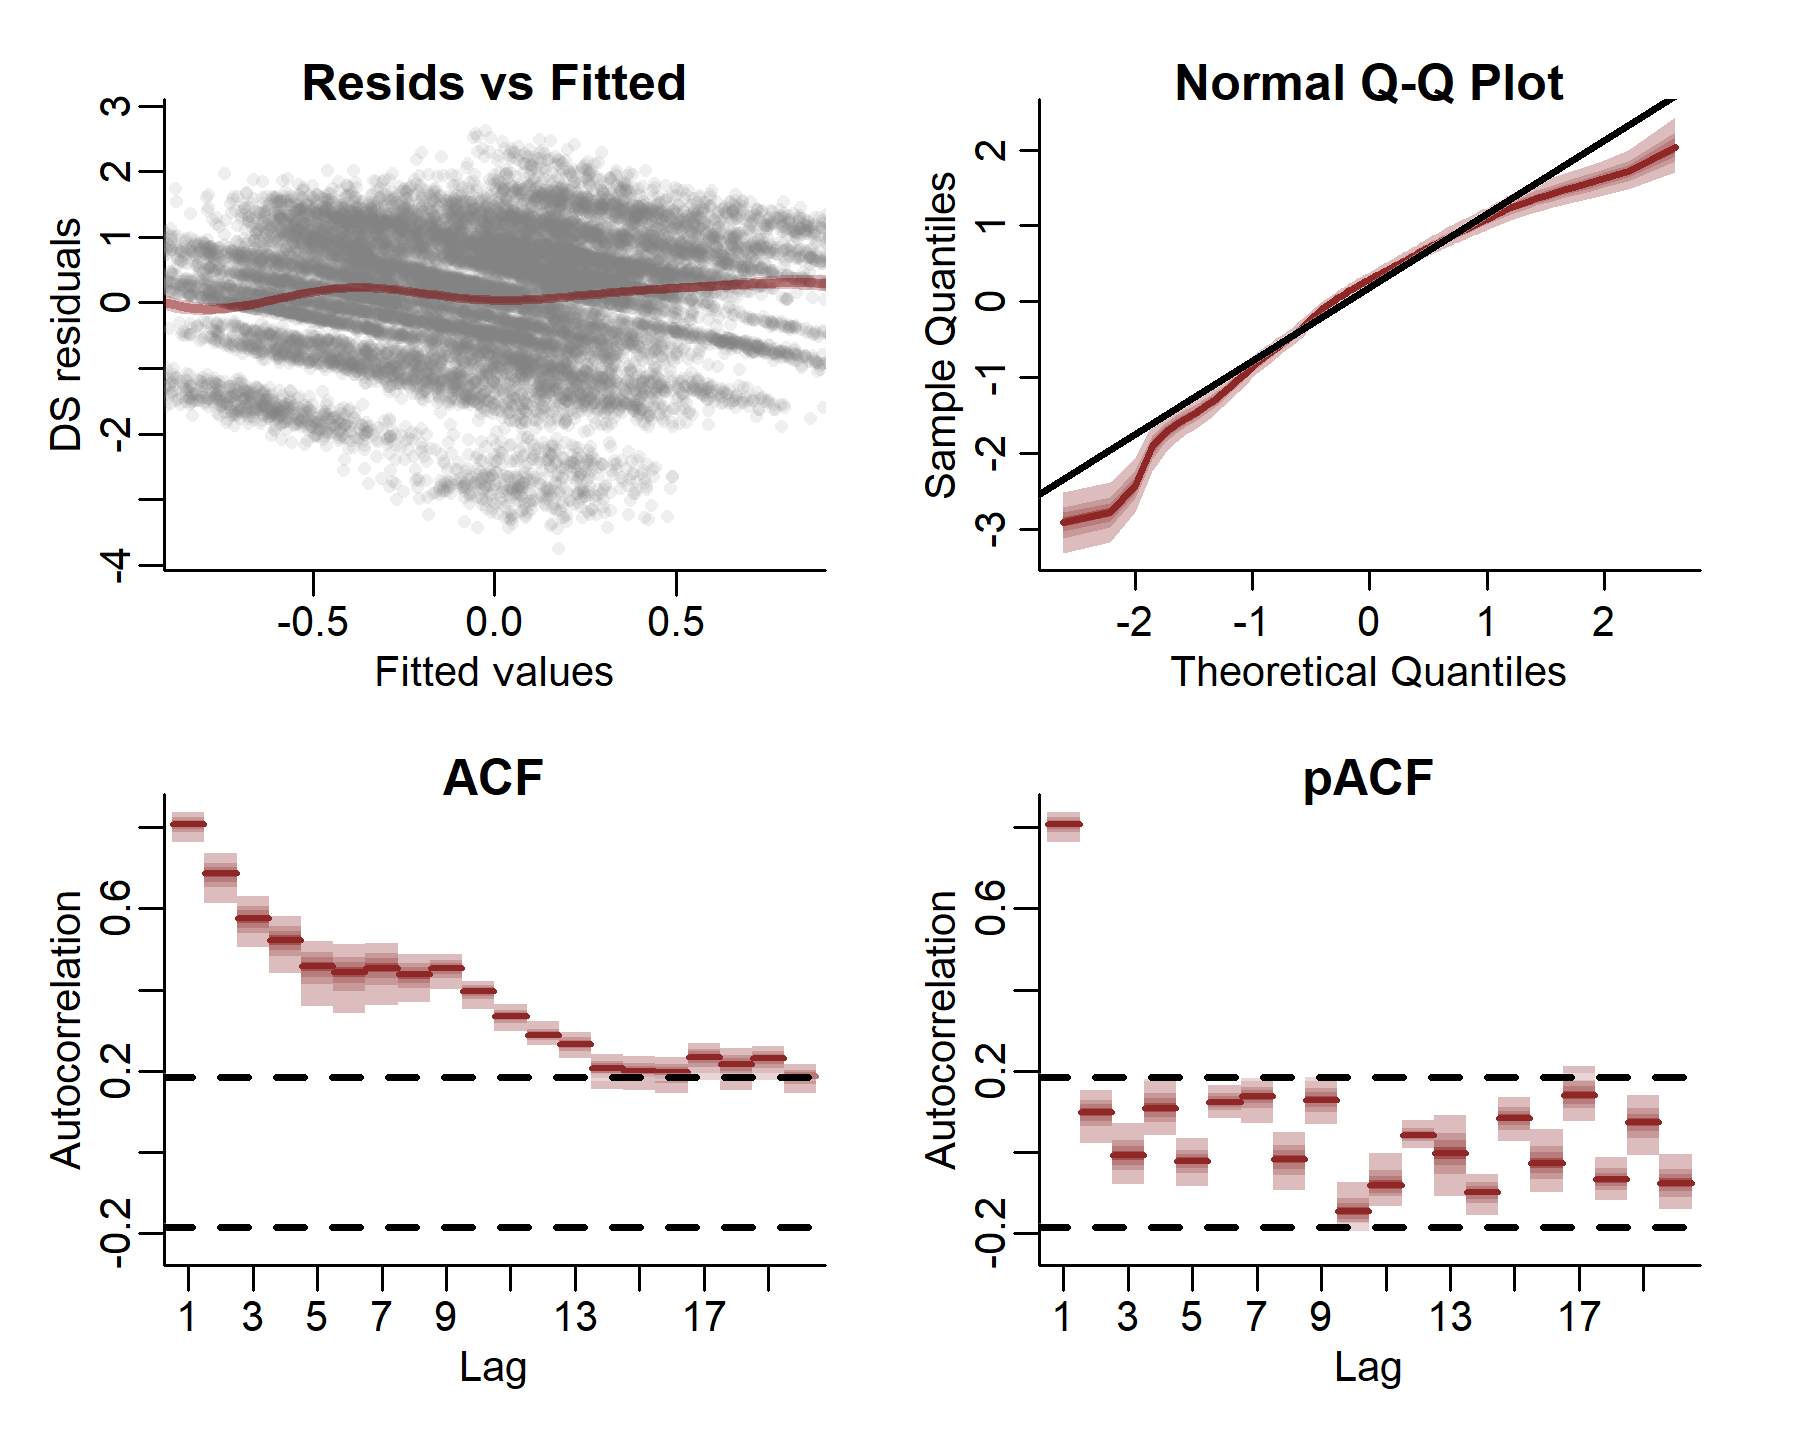 Resids vs Fitted
DS residuals
3
2
1
0
-2
-4
-0.5 0.0 0.5
Fitted values
Normal Q-Q Plot
Sample Quantiles
2
1
0
-1
-2
-3
-2 -1 0 1 2
Theoretical Quantiles
ACF
Autocorrelation
0.6
0.2
-0.2
1 3 5 7 9 13 17
Lag
pACF
Autocorrelation
0.6
0.2
-0.2
1 3 5 7 9 13 17
Lag